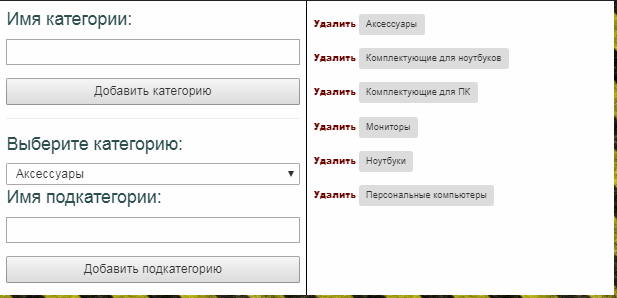 Имя категории:
Добавить категорию
Выберите категорию:
Аксессуары
Имя подкатегории:
Добавить подкатегорию
Удалить Аксессуары
Удалить Комплектующие для ноутбуков
Удалить Комплектующие для ПК
Удалить Мониторы
Удалить Ноутбуки
Удалить Персональные компьютеры